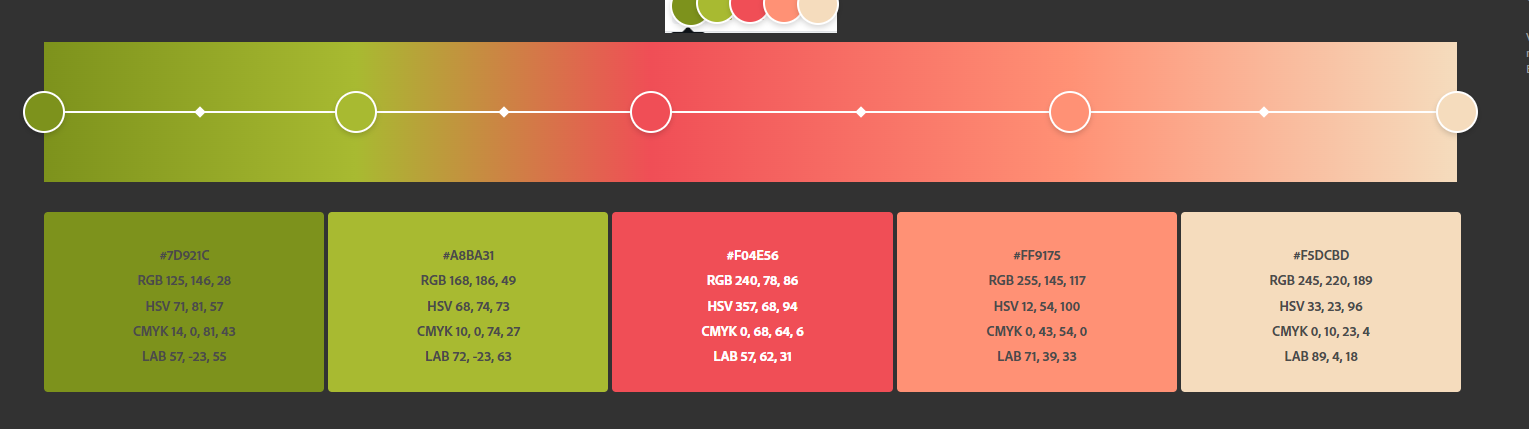 #7D921C
RGB 125, 146, 28
HSV 71, 81, 57
CMYK 14, 0, 81, 43
LAB 57, -23, 55
#A8BA31
RGB 168, 186, 49
HSV 68, 74, 73
CMYK 10, 0, 74, 27
LAB 72, -23, 63
#F04E56
RGB 240, 78, 86
HSV 357, 68, 94
CMYK 0, 68, 64, 6
LAB 57, 62, 31
#FF9175
RGB 255, 145, 117
HSV 12, 54, 100
CMYK 0, 43, 54, 0
LAB 71, 39, 33
#F5DCBD
RGB 245, 220, 189
HSV 33, 23, 96
CMYK 0, 10, 23, 4
LAB 89, 4, 18